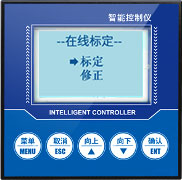 智能控制仪
--在线标定--
➡标定
修正
INTELLIGENT CONTROLLER
菜单 取消 向上 向下 确认
MENU ESC ▲ ▼ ENT